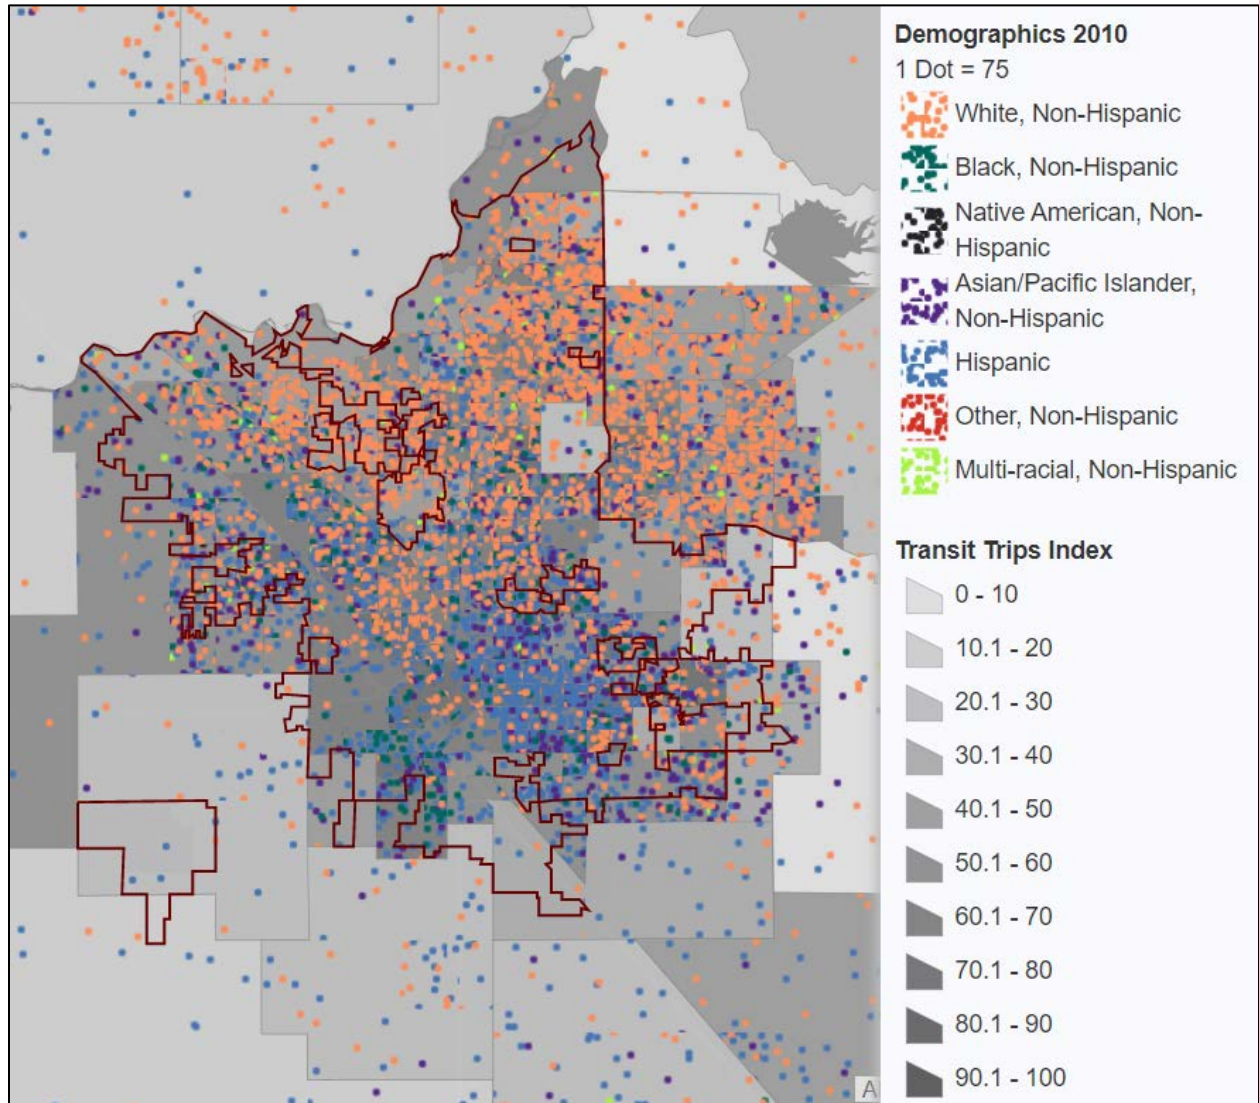 Demographics 2010
1 Dot = 75
White, Non-Hispanic
Black, Non-Hispanic
Native American, Non-
Hispanic
Asian/Pacific Islander,
Non-Hispanic
Hispanic
Other, Non-Hispanic
Multi-racial, Non-Hispanic
Transit Trips Index
0 - 10
10.1 - 20
20.1 - 30
30.1 - 40
40.1 - 50
50.1 - 60
60.1 - 70
70.1 - 80
80.1 - 90
90.1 - 100
A